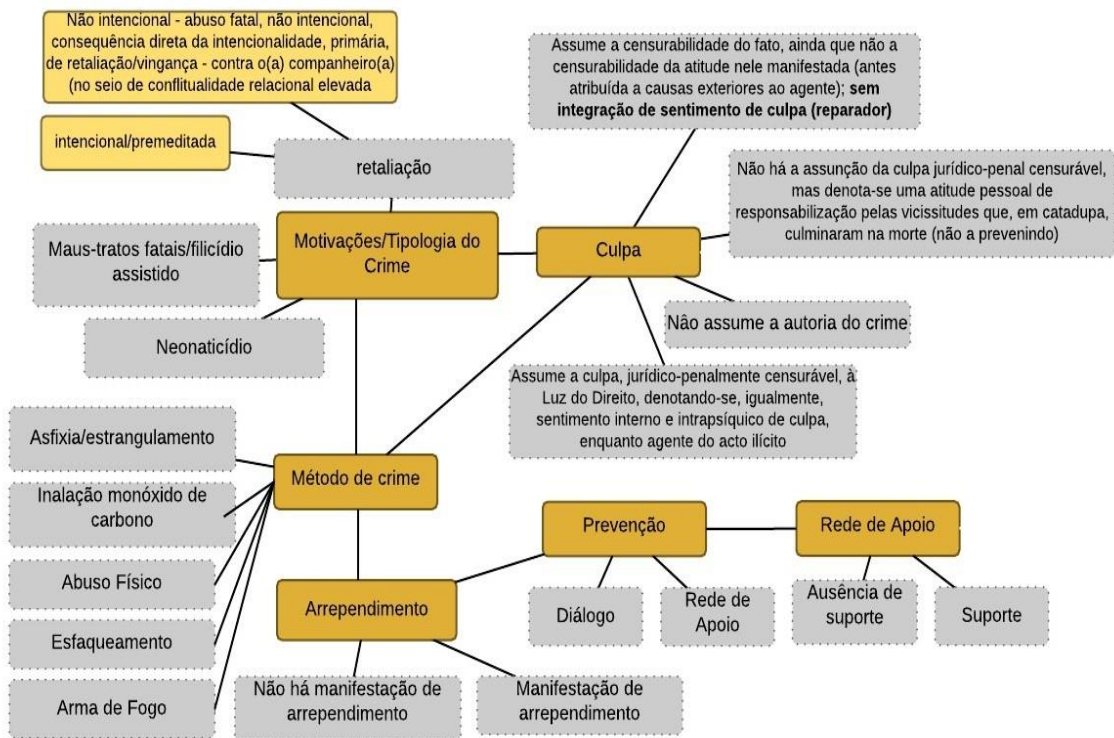 Não intencional - abuso fatal, não intencional,
consequência direta da intencionalidade, primária,
de retaliação/vingança - contra o(a) companheiro(a)
(no seio de conflitualidade relacional elevada
intencional/premeditada
retaliação
Assume a censurabilidade do fato, ainda que não a
censurabilidade da atitude nele manifestada (antes
atribuída a causas exteriores ao agente); sem
integração de sentimento de culpa (reparador)
Não há a assunção da culpa jurídico-penal censurável,
mas denota-se uma atitude pessoal de
responsabilização pelas vicissitudes que, em catadupa,
culminaram na morte (não a prevenindo)
Motivações/Tipologia do
Crime
Culpa
Maus-tratos fatais/filicídio
assistido
Neonaticídio
Nâo assume a autoria do crime
Assume a culpa, jurídico-penalmente censurável, à
Luz do Direito, denotando-se, igualmente,
sentimento interno e intrapsíquico de culpa,
enquanto agente do acto ilícito
Asfixia/estrangulamento
Método de crime
Inalação monóxido de
carbono
Abuso Físico
Esfaqueamento
Arma de Fogo
Prevenção
Rede de Apoio
Arrependimento
Diálogo
Rede de
Apoio
Ausência de
suporte
Suporte
Não há manifestação de
arrependimento
Manifestação de
arrependimento